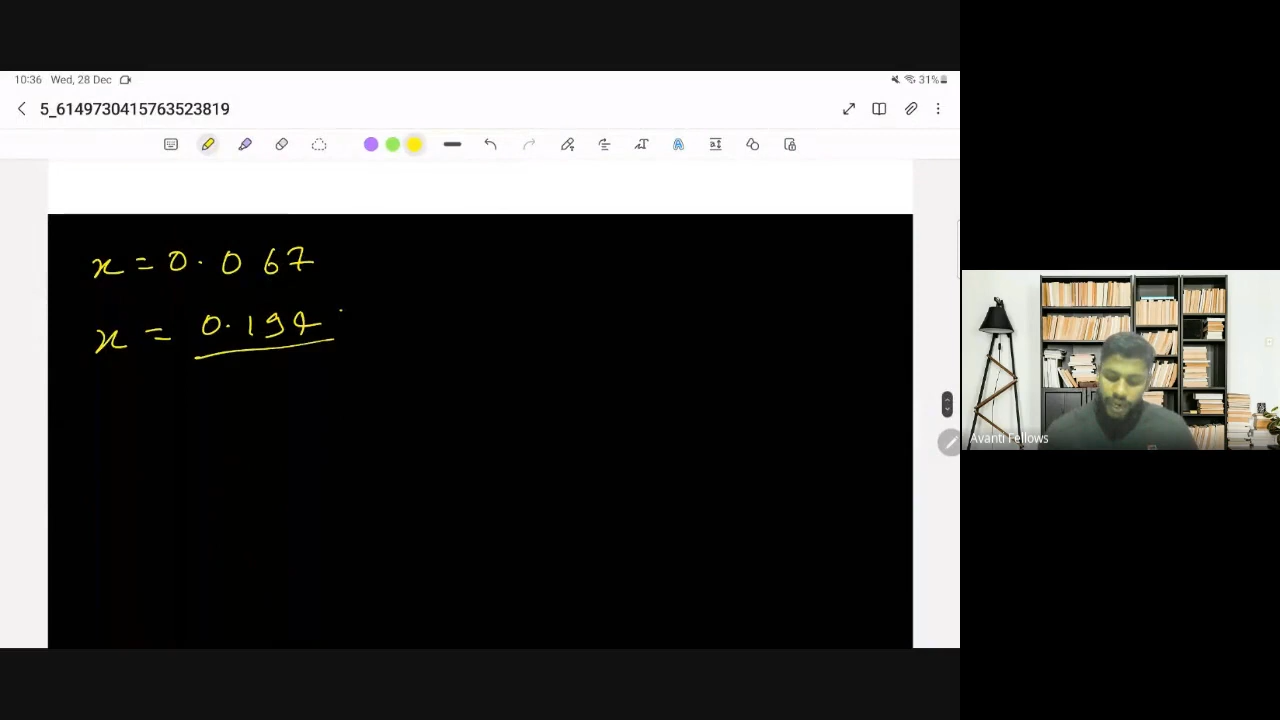 10:36 Wed, 28 Dec
31%
5_6149730415763523819
x = 0.067
x = 0.194
Avanti Fellows